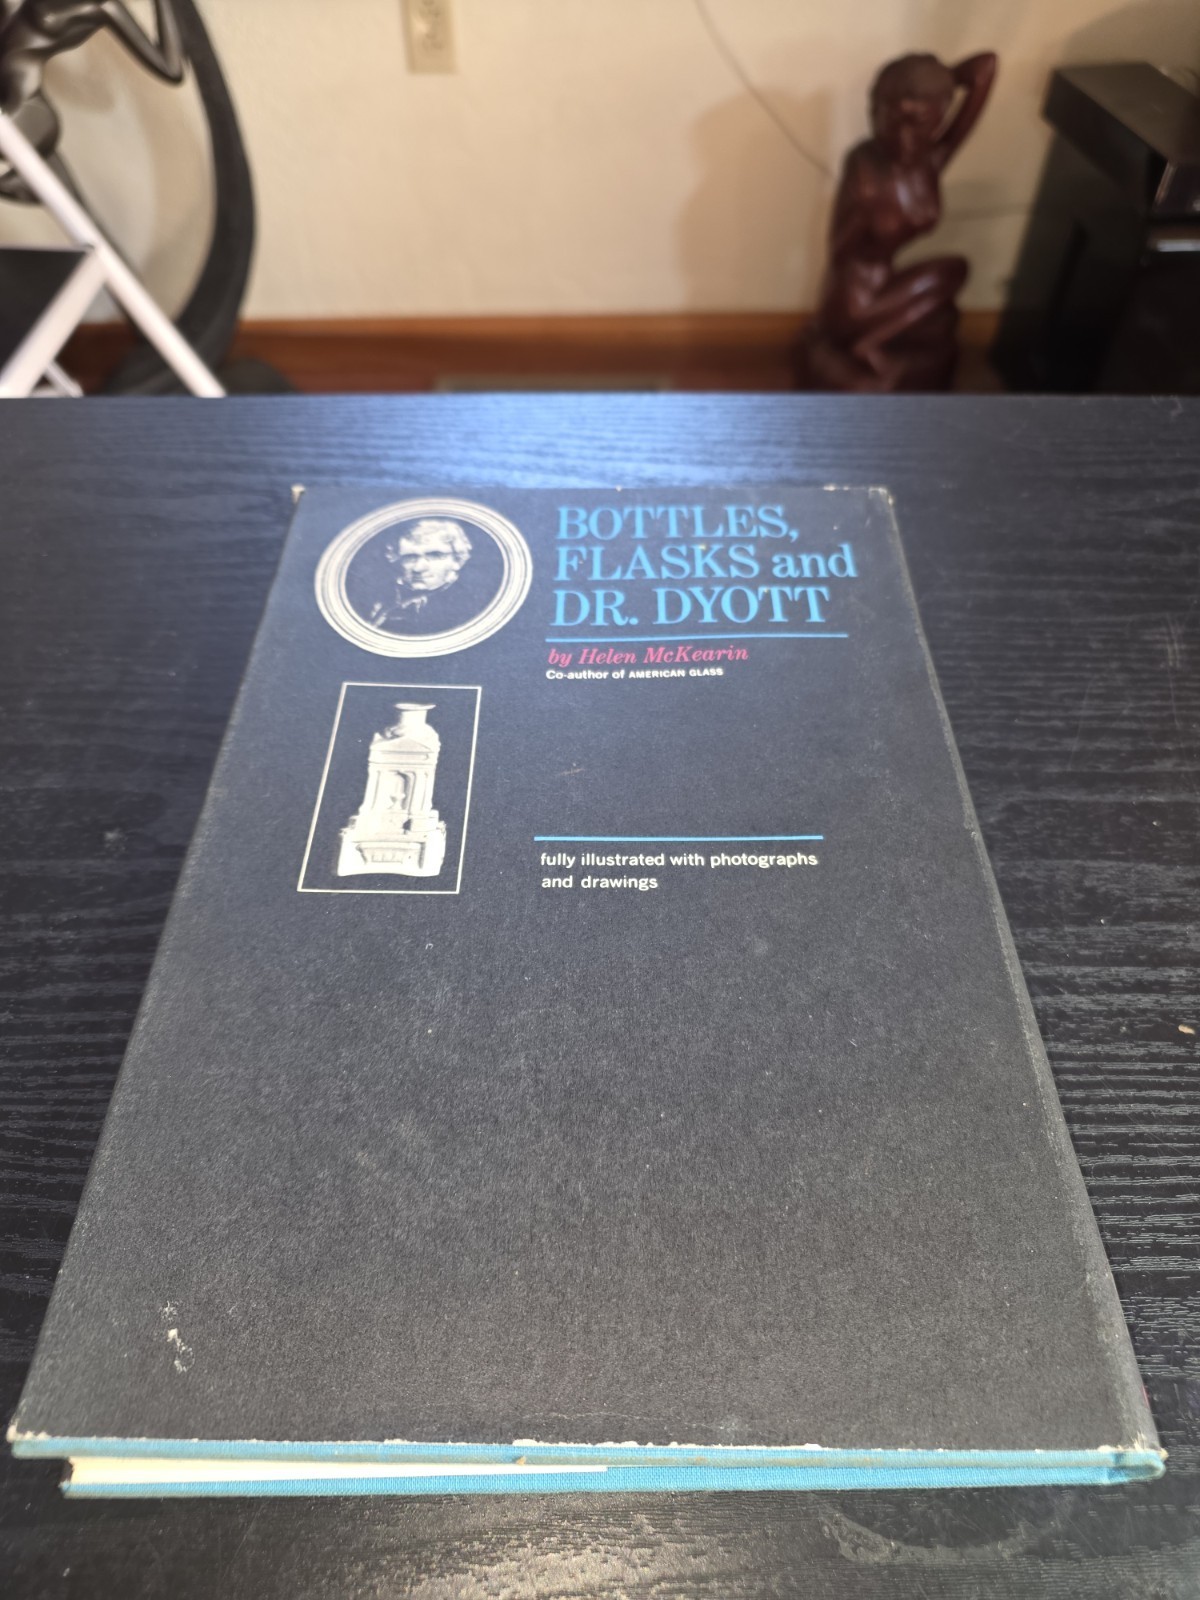 BOTTLES,
FLASKS and
DR. DYOTT
by Helen McKearin
Co-author of AMERICAN GLASS
fully illustrated with photographs
and drawings